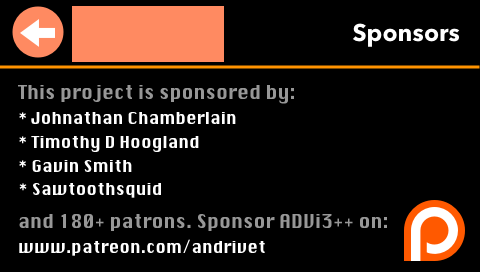 Sponsors
This project is sponsored by:
* Johnathan Chamberlain
* Timothy D Hoogland
* Gavin Smith
* Sawtoothsquid
and 180+ patrons. Sponsor ADVi3++ on:
www.patreon.com/andrivet